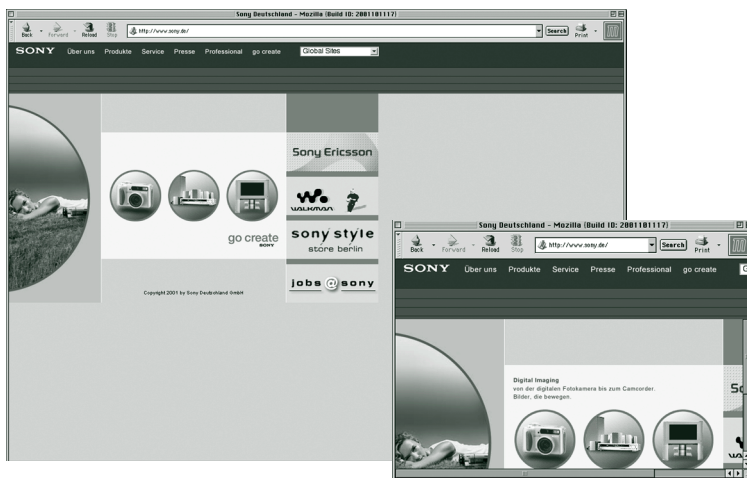 Sony Deutschland - Mozilla {Build ID: 2001101117}
Back Forward Reload Stop http://www.sony.de/ Search Print
SONY Über uns Produkte Service Presse Professional go create Global Sites
Sony Ericsson
WALKMAN
go create
SONY
sony style
store berlin
jobs @ sony
Copyright 2001 by Sony Deutschland GmbH
Sony Deutschland - Mozilla {Build ID: 2001101117}
Back Forward Reload Stop http://www.sony.de/ Search Print
SONY Über uns Produkte Service Presse Professional go create G
Digital Imaging
von der digitalen Fotokamera bis zum Camcorder.
Bilder, die bewegen.
So
WA